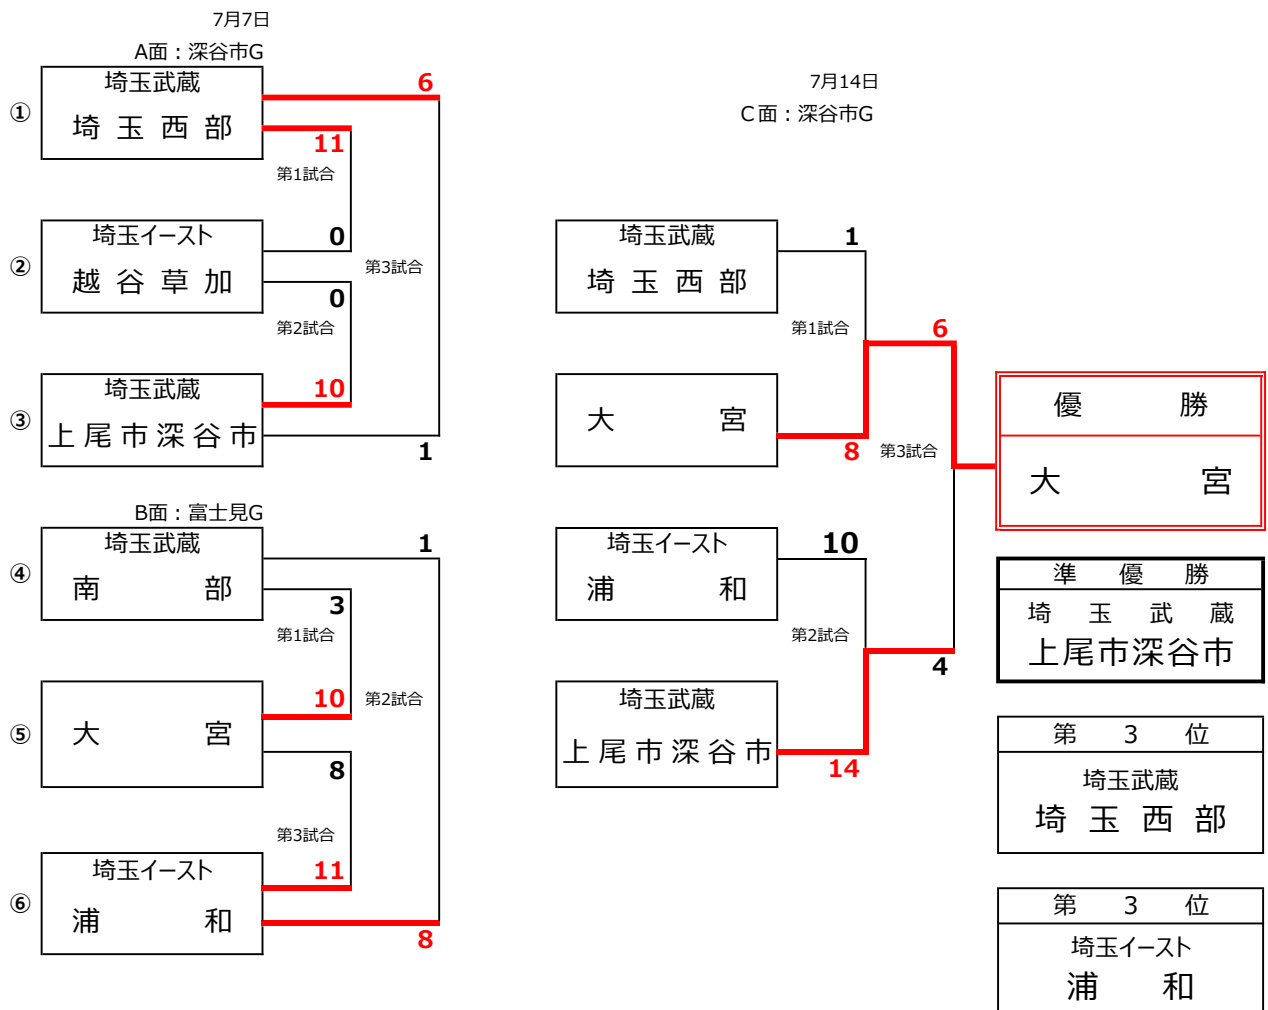 7月7日
A面：深谷市G
①
埼玉武蔵
埼玉西部
6
11
第1試合
②
埼玉イースト
越谷草加
0
第3試合
0
第2試合
③
埼玉武蔵
上尾市深谷市
10
1
B面：富士見G
④
埼玉武蔵
南部
1
3
第1試合
⑤
大宮
10
第2試合
8
第3試合
⑥
埼玉イースト
浦和
11
8
7月14日
C面：深谷市G
埼玉武蔵
埼玉西部
1
第1試合
6
大宮
8
第3試合
埼玉イースト
浦和
10
第2試合
4
埼玉武蔵
上尾市深谷市
14
優勝
大宮
準優勝
埼玉武蔵
上尾市深谷市
第3位
埼玉武蔵
埼玉西部
第3位
埼玉イースト
浦和